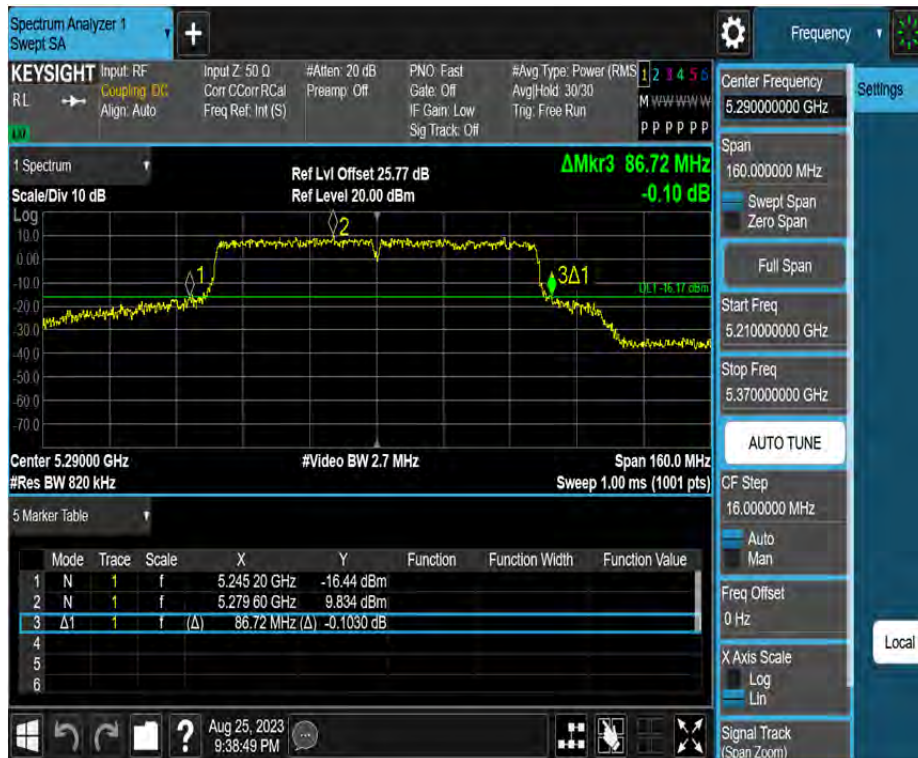 Spectrum Analyzer 1
Swept SA
+
Frequency
KEYSIGHT
RL
Input: RF
Coupling: DC
Align: Auto
Input Z: 50 Ω
Corr CCorr RCal
Freq Ref: Int (S)
#Atten: 20 dB
Preamp: Off
PNO: Fast
Gate: Off
IF Gain: Low
Sig Track: Off
#Avg Type: Power (RMS
Avg|Hold: 30/30
Trig: Free Run
1 2 3 4 5 6
M W W W W W
P P P P P P
1 Spectrum
Scale/Div 10 dB
Ref Lvl Offset 25.77 dB
Ref Level 20.00 dBm
ΔMkr3 86.72 MHz
-0.10 dB
Log
10.0
0.00
-10.0
-20.0
-30.0
-40.0
-50.0
-60.0
-70.0
1
2
3Δ1
DL1 -16.17 dBm
Center 5.29000 GHz
#Video BW 2.7 MHz
Span 160.0 MHz
#Res BW 820 kHz
Sweep 1.00 ms (1001 pts)
5 Marker Table
Mode Trace Scale X Y Function Function Width Function Value
1 N 1 f 5.245 20 GHz -16.44 dBm
2 N 1 f 5.279 60 GHz 9.834 dBm
3 Δ1 1 f (Δ) 86.72 MHz (Δ) -0.1030 dB
4
5
6
?
Aug 25, 2023
9:38:49 PM
Center Frequency
5.290000000 GHz
Settings
Span
160.000000 MHz
Swept Span
Zero Span
Full Span
Start Freq
5.210000000 GHz
Stop Freq
5.370000000 GHz
AUTO TUNE
CF Step
16.000000 MHz
Auto
Man
Freq Offset
0 Hz
Local
X Axis Scale
Log
Lin
Signal Track
(Span Zoom)